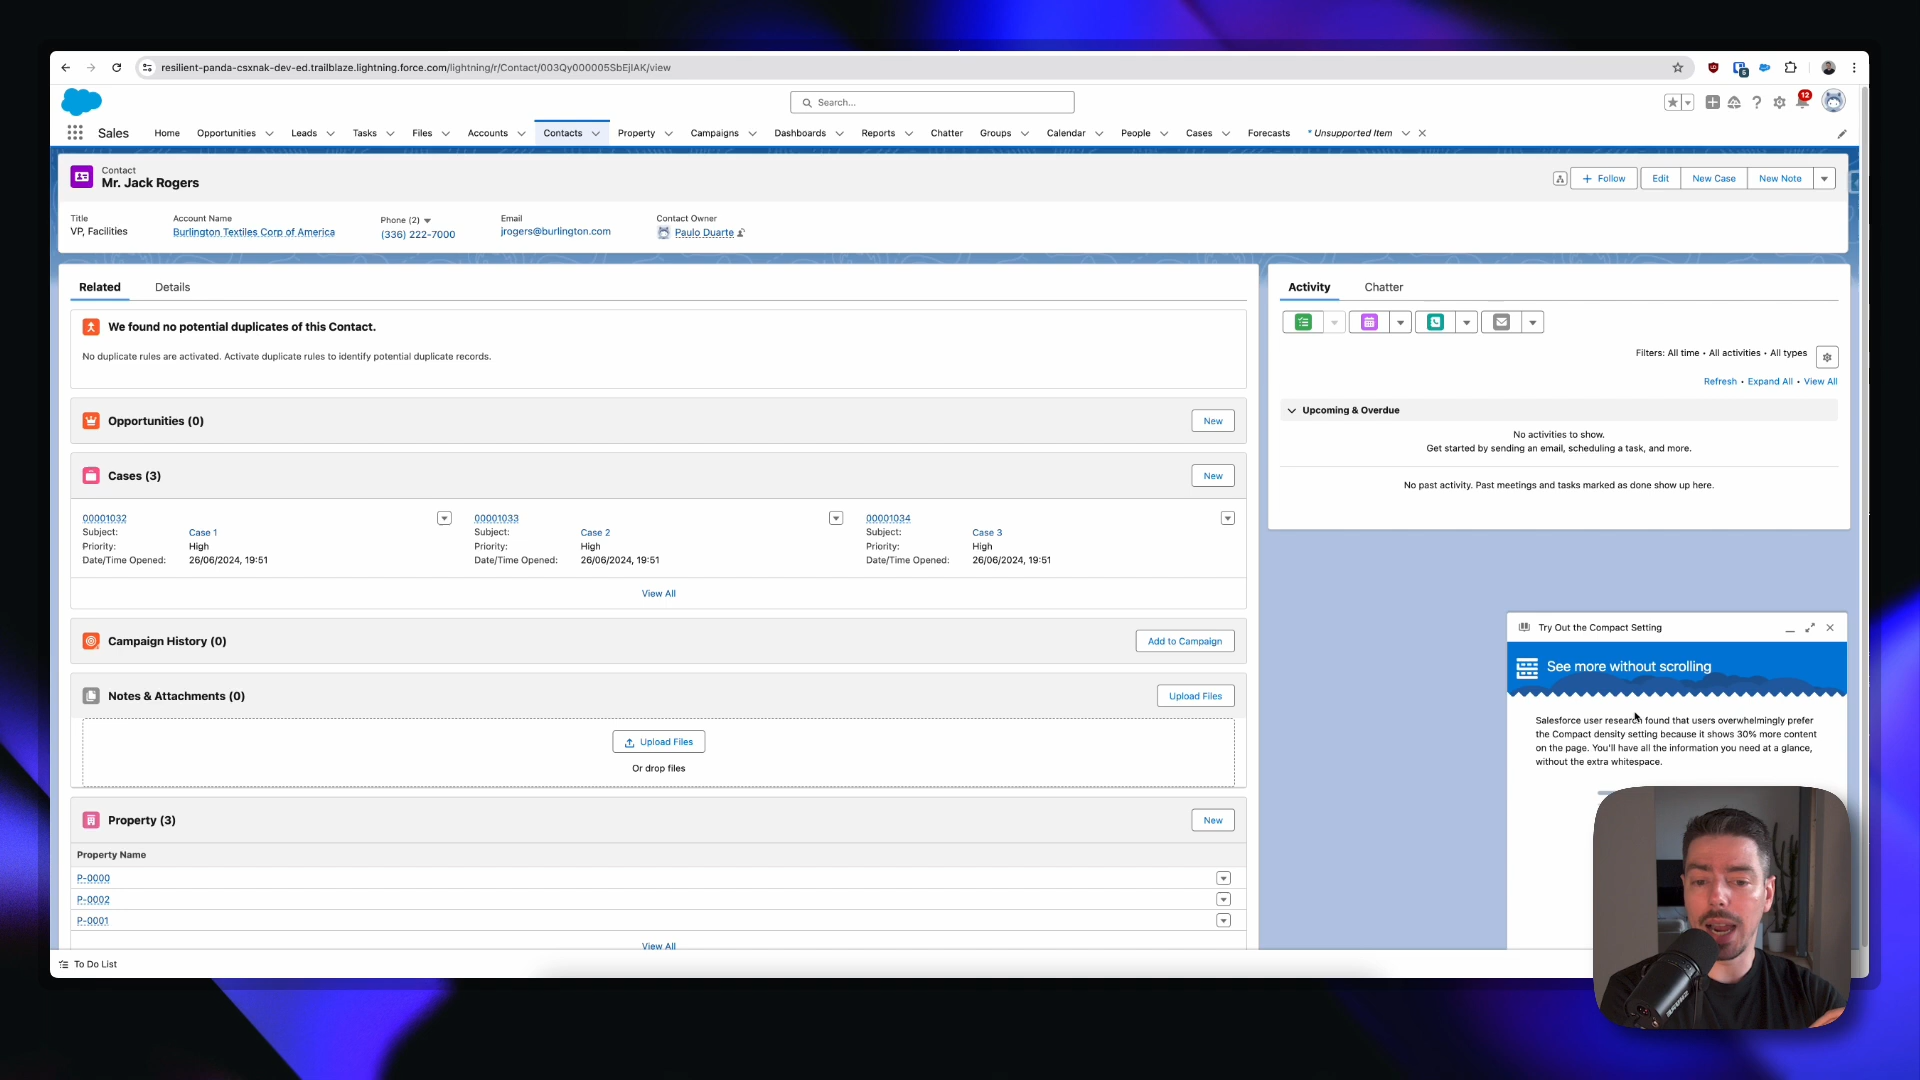 resilient-panda-csxnak-dev-ed.trailblaze.lightning.force.com/lightning/r/Contact/003Qy000005SbEjIAK/view
Search...
12
Sales Home Opportunities Leads Tasks Files Accounts Contacts Property Campaigns Dashboards Reports Chatter Groups Calendar People Cases Forecasts * Unsupported Item
Contact
Mr. Jack Rogers
Follow Edit New Case New Note
Title Account Name Phone (2) Email Contact Owner
VP, Facilities Burlington Textiles Corp of America (336) 222-7000 jrogers@burlington.com Paulo Duarte
Related Details
We found no potential duplicates of this Contact.
No duplicate rules are activated. Activate duplicate rules to identify potential duplicate records.
Opportunities (0) New
Cases (3) New
00001032 00001033 00001034
Subject: Case 1 Subject: Case 2 Subject: Case 3
Priority: High Priority: High Priority: High
Date/Time Opened: 26/06/2024, 19:51 Date/Time Opened: 26/06/2024, 19:51 Date/Time Opened: 26/06/2024, 19:51
View All
Campaign History (0) Add to Campaign
Notes & Attachments (0) Upload Files
Upload Files
Or drop files
Property (3) New
Property Name
P-0000
P-0002
P-0001
View All
Activity Chatter
Filters: All time • All activities • All types
Refresh • Expand All • View All
Upcoming & Overdue
No activities to show.
Get started by sending an email, scheduling a task, and more.
No past activity. Past meetings and tasks marked as done show up here.
Try Out the Compact Setting
See more without scrolling
Salesforce user research found that users overwhelmingly prefer
the Compact density setting because it shows 30% more content
on the page. You'll have all the information you need at a glance,
without the extra whitespace.
To Do List